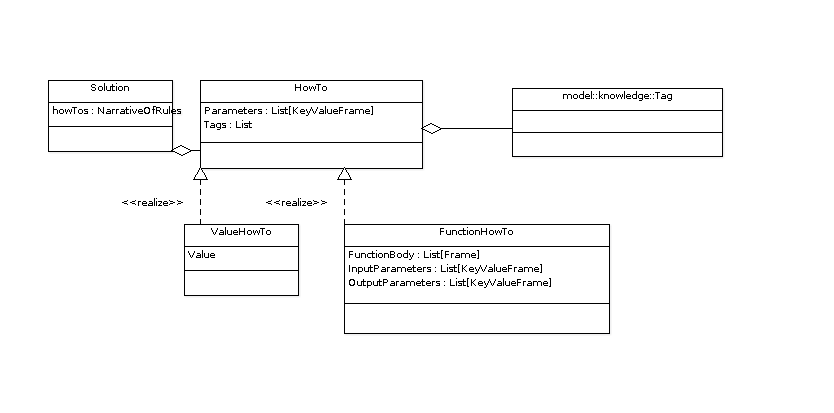 Solution
howTos : NarrativeOfRules
HowTo
Parameters : List[KeyValueFrame]
Tags : List
model::knowledge::Tag
<<realize>>
<<realize>>
ValueHowTo
Value
FunctionHowTo
FunctionBody : List[Frame]
InputParameters : List[KeyValueFrame]
OutputParameters : List[KeyValueFrame]